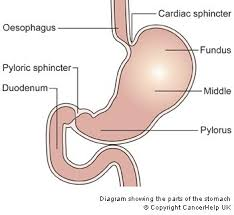 Cardiac sphincter
Oesophagus
Fundus
Pyloric sphincter
Duodenum
Middle
Pylorus
Diagram showing the parts of the stomach
© Copyright CancerHelp UK